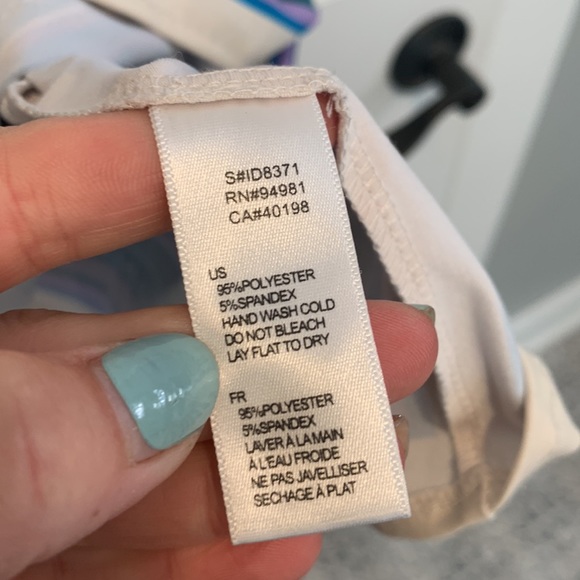 S#ID8371
RN#94981
CA#40198
US
95%POLYESTER
5%SPANDEX
HAND WASH COLD
DO NOT BLEACH
LAY FLAT TO DRY
FR
95%POLYESTER
5%SPANDEX
LAVER À LA MAIN
À L'EAU FROIDE
NE PAS JAVELLISER
SECHAGE À PLAT